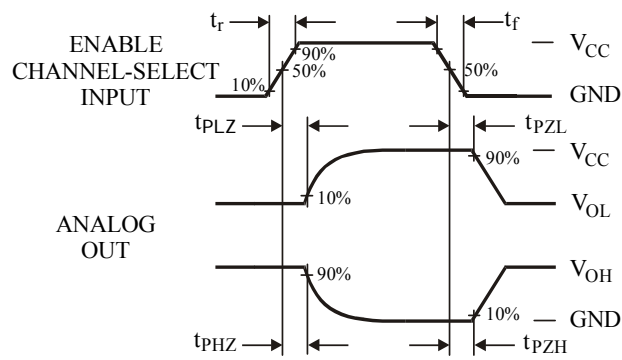 tr tf
ENABLE
CHANNEL-SELECT
INPUT
90%
50%
10%
50%
VCC
GND
tPLZ tPZL
VCC
90%
10%
VOL
ANALOG
OUT
VOH
90%
10%
GND
tPHZ tPZH